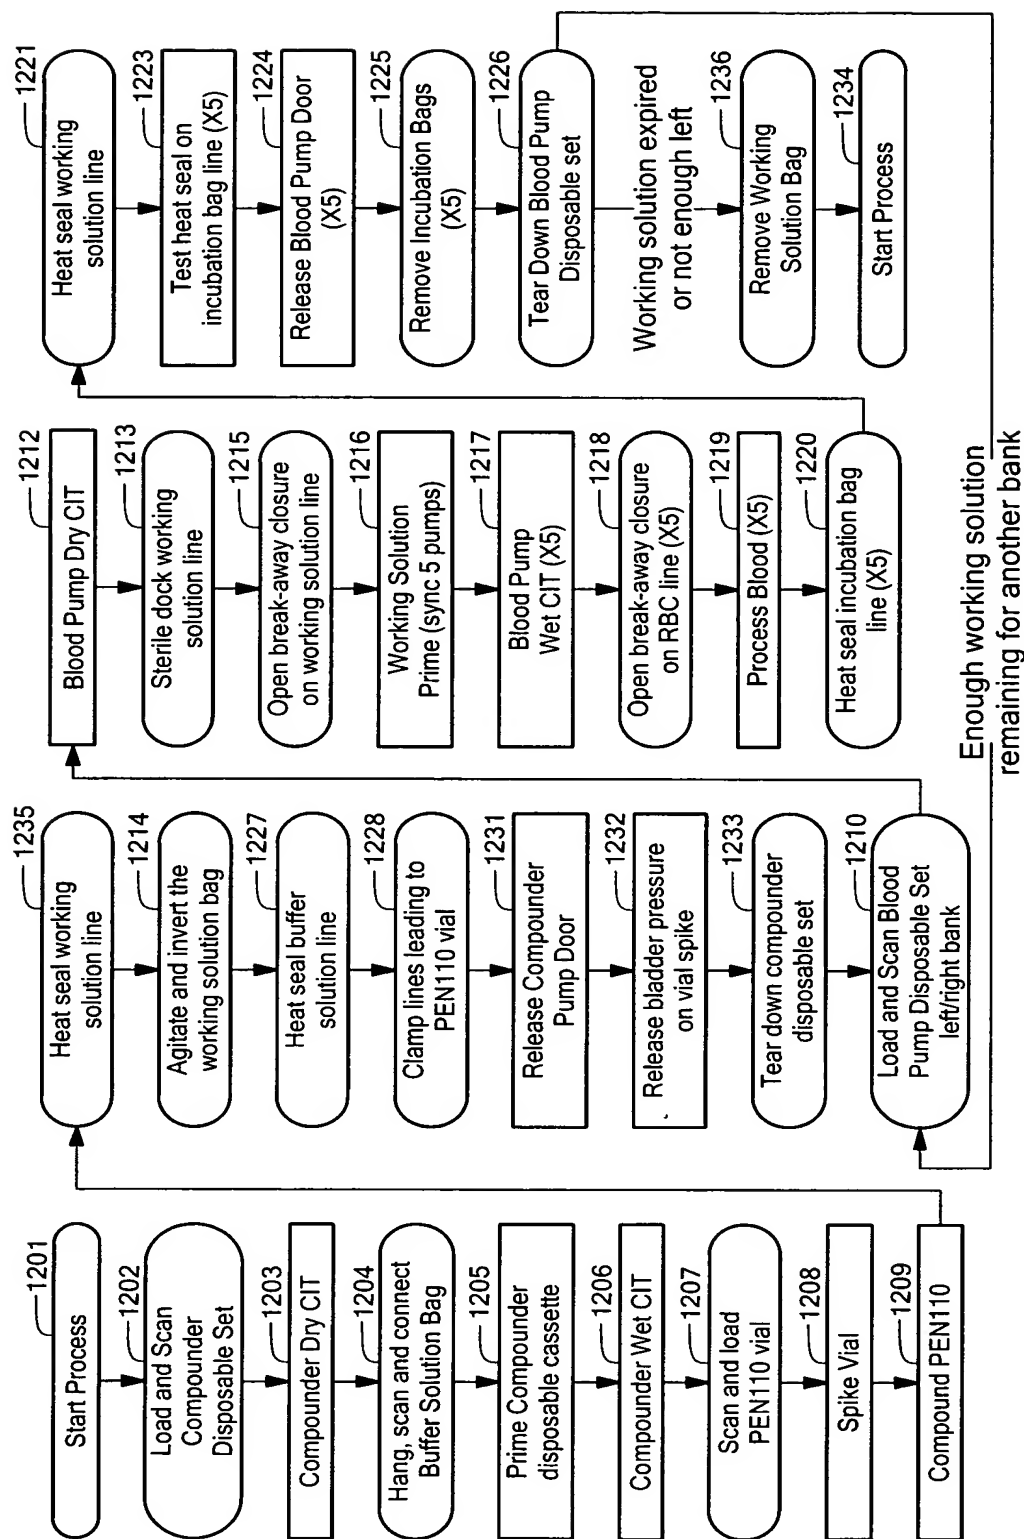 1201
Start Process
1202
Load and Scan
Compounder
Disposable Set
1203
Compounder Dry CIT
1204
Hang, scan and connect
Buffer Solution Bag
1205
Prime Compounder
disposable cassette
1206
Compounder Wet CIT
1207
Scan and load
PEN110 vial
1208
Spike Vial
1209
Compound PEN110
1235
Heat seal working
solution line
1214
Agitate and invert the
working solution bag
1227
Heat seal buffer
solution line
1228
Clamp lines leading to
PEN110 vial
1231
Release Compounder
Pump Door
1232
Release bladder pressure
on vial spike
1233
Tear down compounder
disposable set
1210
Load and Scan Blood
Pump Disposable Set
left/right bank
1212
Blood Pump Dry CIT
1213
Sterile dock working
solution line
1215
Open break-away closure
on working solution line
1216
Working Solution
Prime (sync 5 pumps)
1217
Blood Pump
Wet CIT (X5)
1218
Open break-away closure
on RBC line (X5)
1219
Process Blood (X5)
1220
Heat seal incubation bag
line (X5)
1221
Heat seal working
solution line
1223
Test heat seal on
incubation bag line (X5)
1224
Release Blood Pump Door
(X5)
1225
Remove Incubation Bags
(X5)
1226
Tear Down Blood Pump
Disposable set
Working solution expired
or not enough left
1236
Remove Working
Solution Bag
1234
Start Process
Enough working solution
remaining for another bank